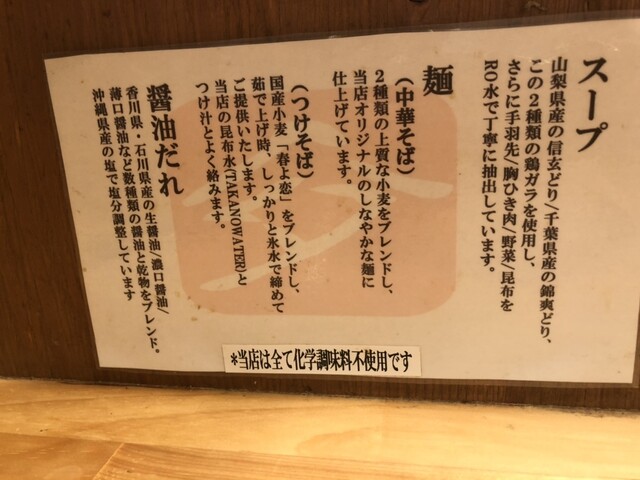 スープ
山梨県産の信玄どり/千葉県産の錦爽どり、
この2種類の鶏ガラを使用し、
さらに手羽先/胸ひき肉/野菜/昆布を
RO水で丁寧に抽出しています。
麺
(中華そば)
2種類の上質な小麦をブレンドし、
当店オリジナルのしなやかな麺に
仕上げています。
(つけそば)
国産小麦「春よ恋」をブレンドし、
茹で上げ時、しっかりと氷水で締めて
ご提供いたします。
当店の昆布水(TAKANOWATER)と
つけ汁とよく絡みます。
醤油だれ
香川県・石川県産の生醤油/濃口醤油/
薄口醤油など数種類の醤油と乾物をブレンド。
沖縄県産の塩で塩分調整しています
*当店は全て化学調味料不使用です